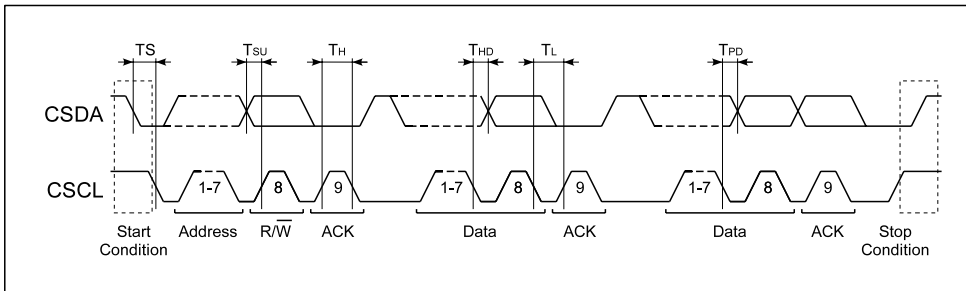 TS TSU TH THD TL TPD
CSDA
CSCL 1-7 8 9 1-7 8 9 1-7 8 9
Start Condition Address R/W̅ ACK Data ACK Data ACK Stop Condition